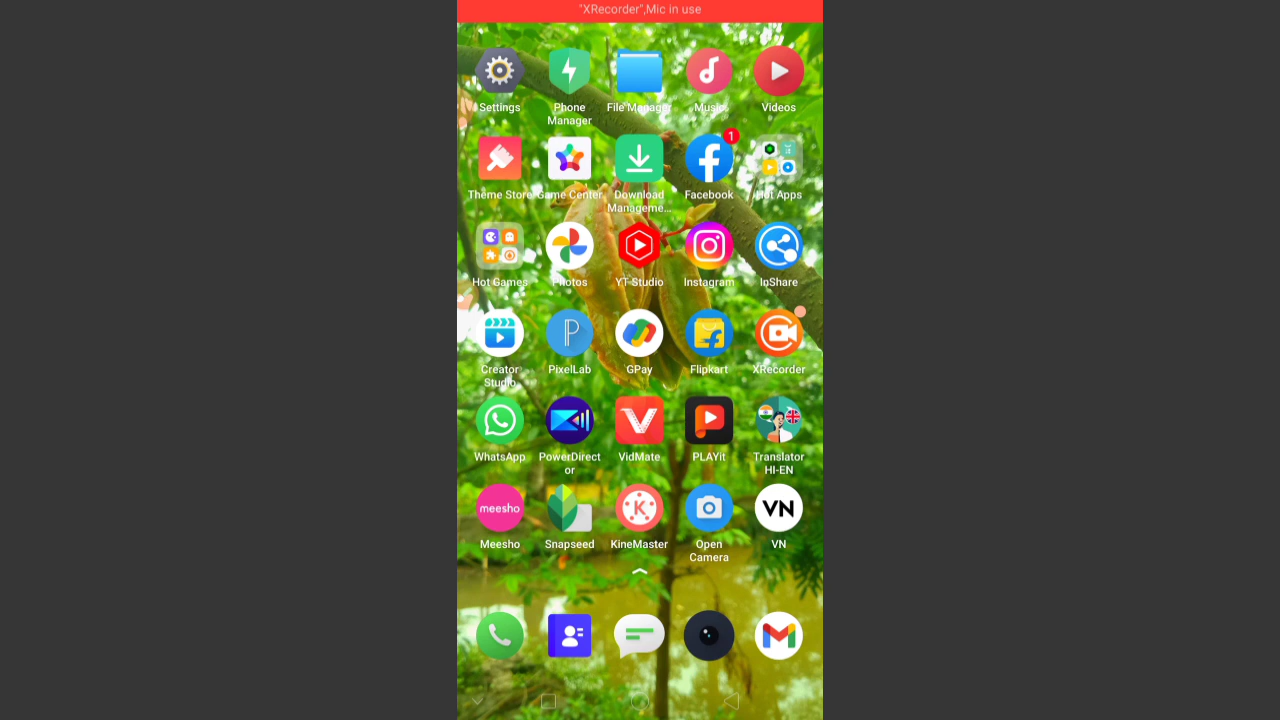 "XRecorder",Mic in use
Settings
Phone
Manager
File Manager
Music
Videos
1
Theme Store
Game Center
Download
Manageme...
Facebook
Hot Apps
Hot Games
Photos
YT Studio
Instagram
InShare
Creator
Studio
PixelLab
GPay
Flipkart
XRecorder
WhatsApp
PowerDirect
or
VidMate
PLAYit
Translator
HI-EN
meesho
VN
Meesho
Snapseed
KineMaster
Open
Camera
VN